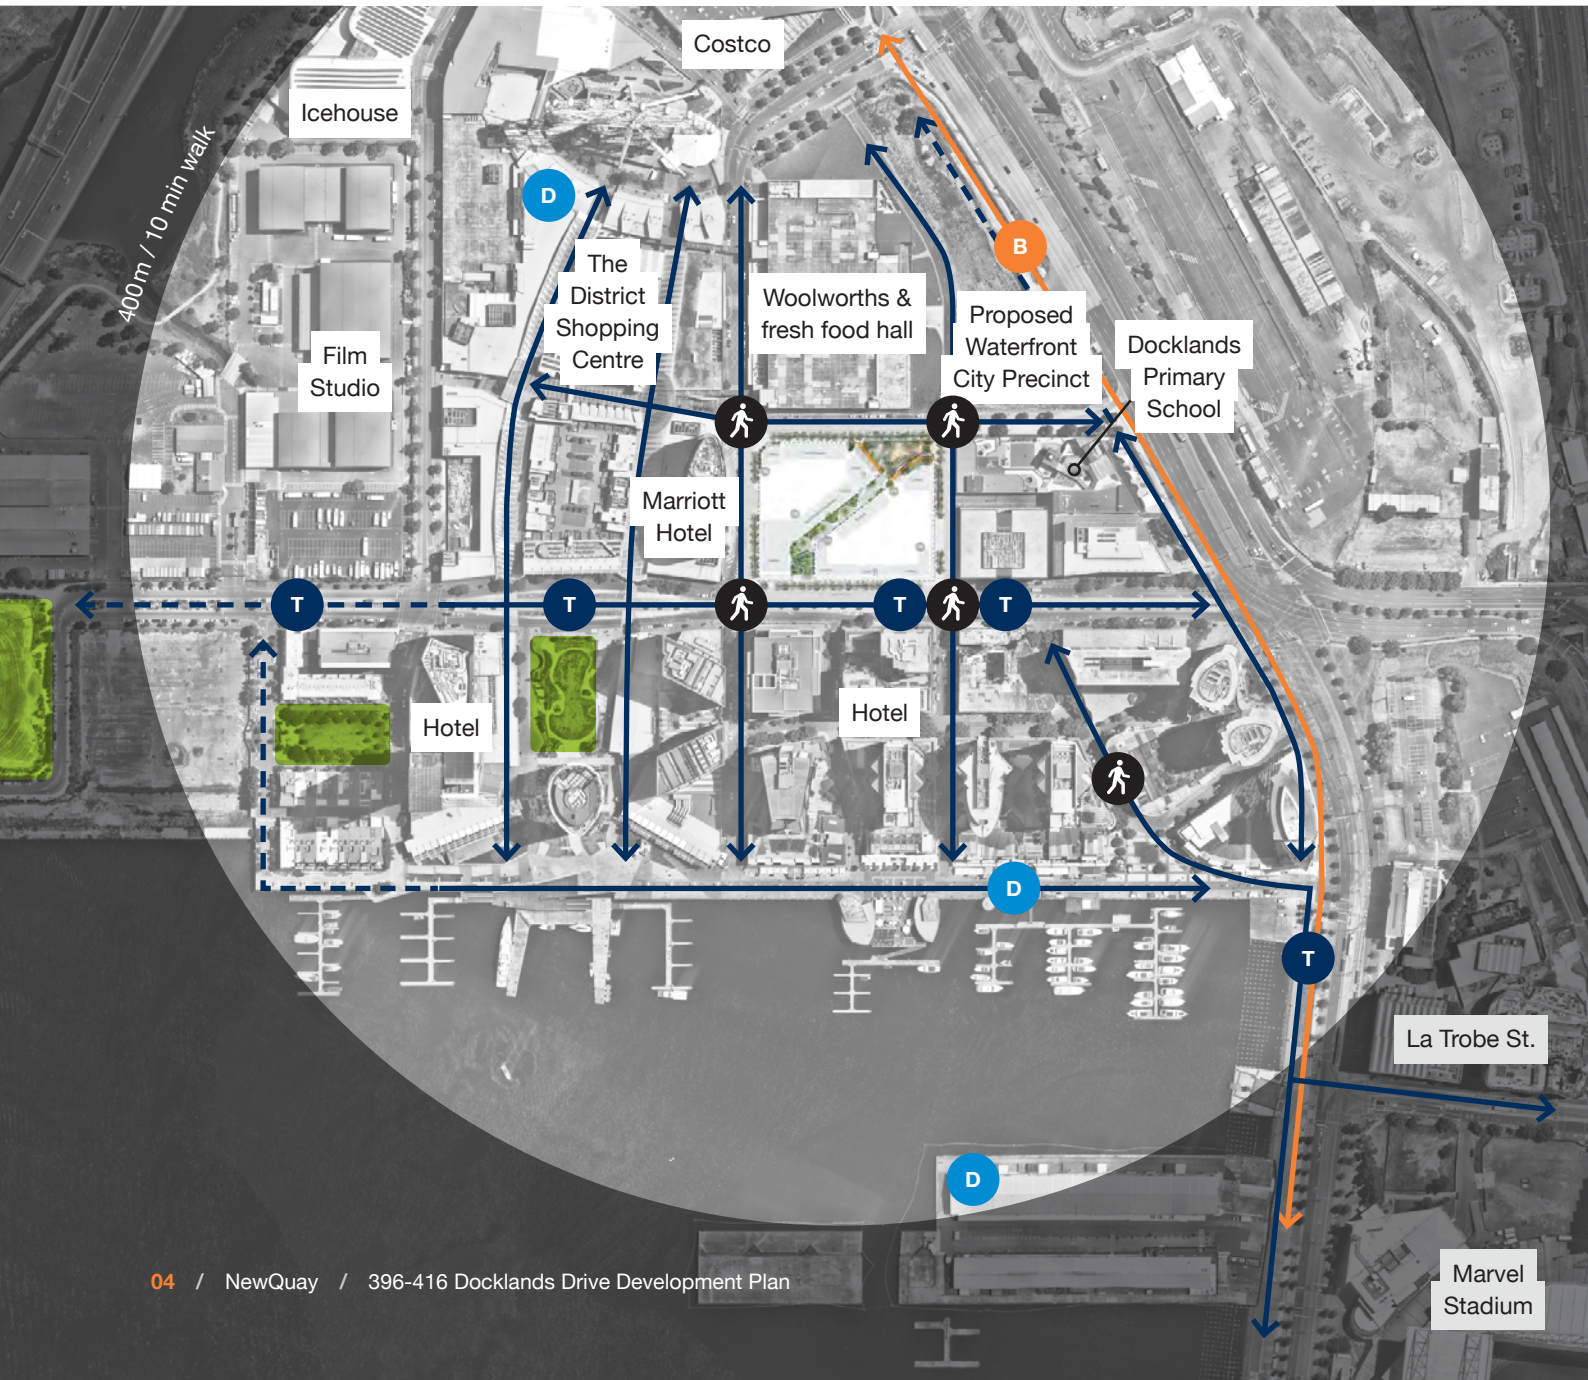 Costco
Icehouse
400m / 10 min walk
D
B
The
District
Shopping
Centre
Woolworths &
fresh food hall
Proposed
Waterfront
City Precinct
Docklands
Primary
School
Film
Studio
Marriott
Hotel
T
T
T
T
Hotel
Hotel
D
T
La Trobe St.
D
Marvel
Stadium
04 / NewQuay / 396-416 Docklands Drive Development Plan